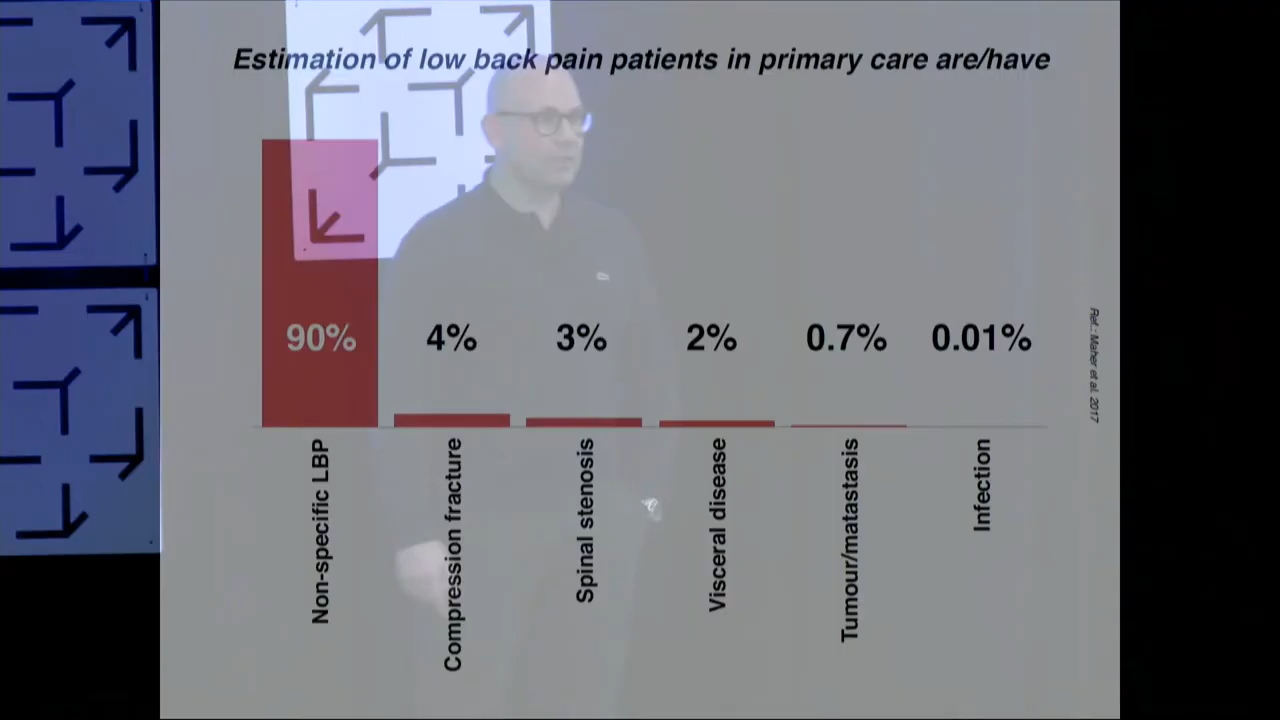 Estimation of low back pain patients in primary care are/have
90%
4%
3%
2%
0.7%
0.01%
Non-specific LBP
Compression fracture
Spinal stenosis
Visceral disease
Tumour/matastasis
Infection
Ref.: Maher et al. 2017